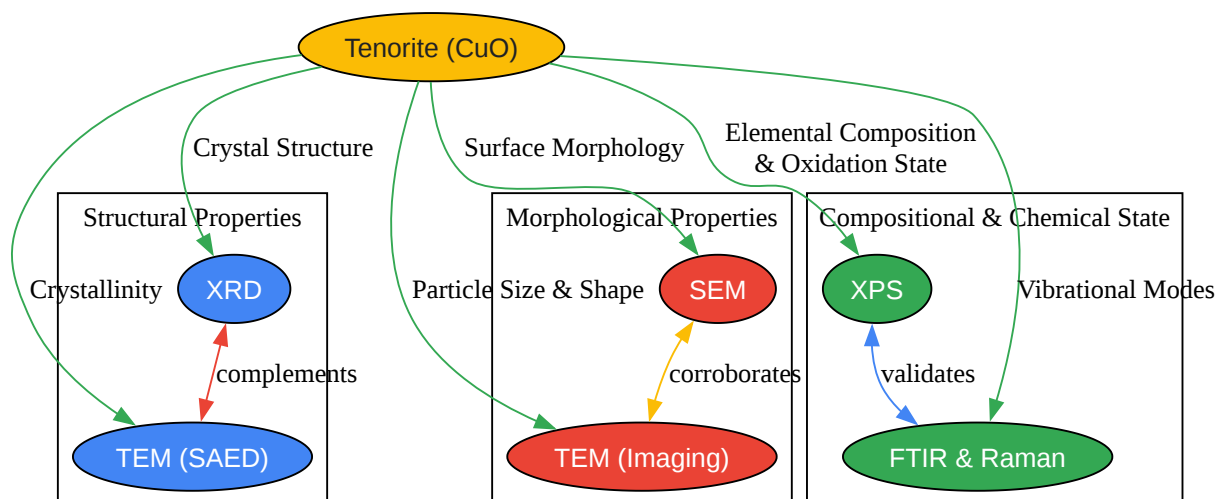 Tenorite (CuO)
Crystal Structure
Surface Morphology
Elemental Composition
& Oxidation State
Structural Properties
Morphological Properties
Compositional & Chemical State
Crystallinity
XRD
Particle Size & Shape
SEM
XPS
Vibrational Modes
complements
corroborates
validates
TEM (SAED)
TEM (Imaging)
FTIR & Raman